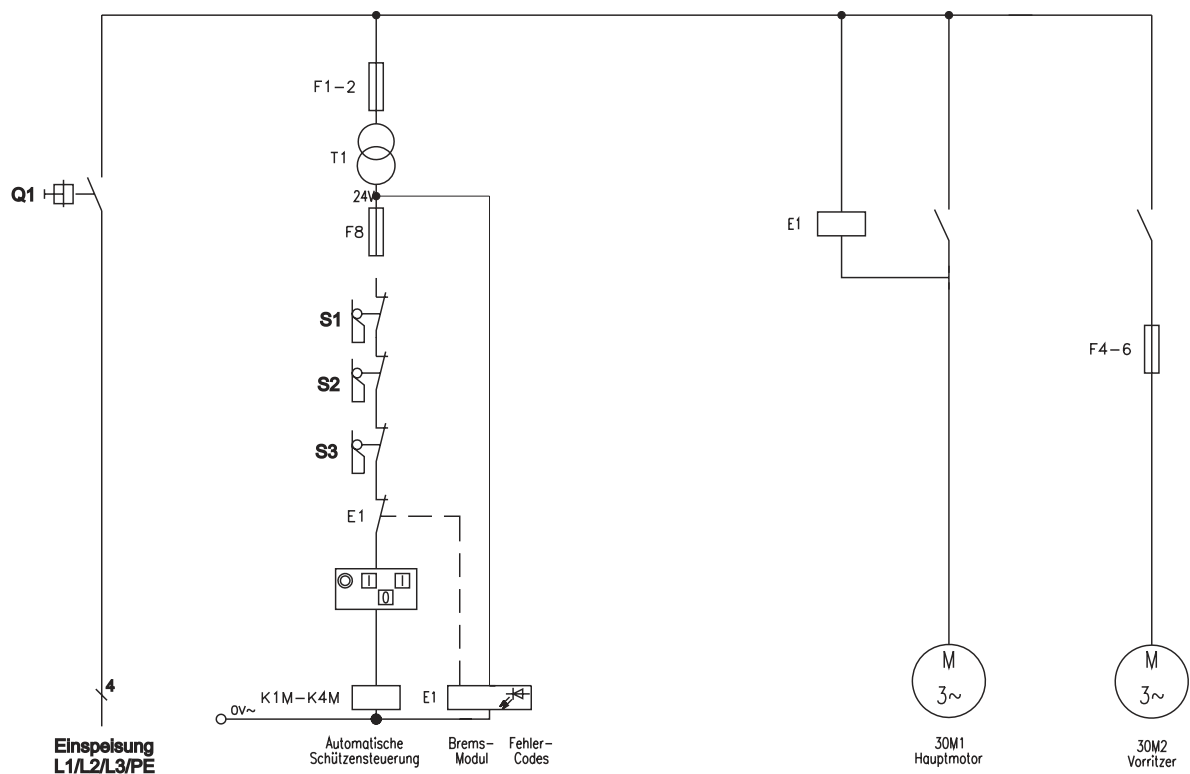 F1-2
T1
24V
Q1
F8
E1
S1
F4-6
S2
S3
E1
I I
0
M
3~
M
3~
4
K1M-K4M
E1
0V~
Einspeisung
L1/L2/L3/PE
Automatische
Schützensteuerung
Brems-
Modul
Fehler-
Codes
30M1
Hauptmotor
30M2
Vorritzer